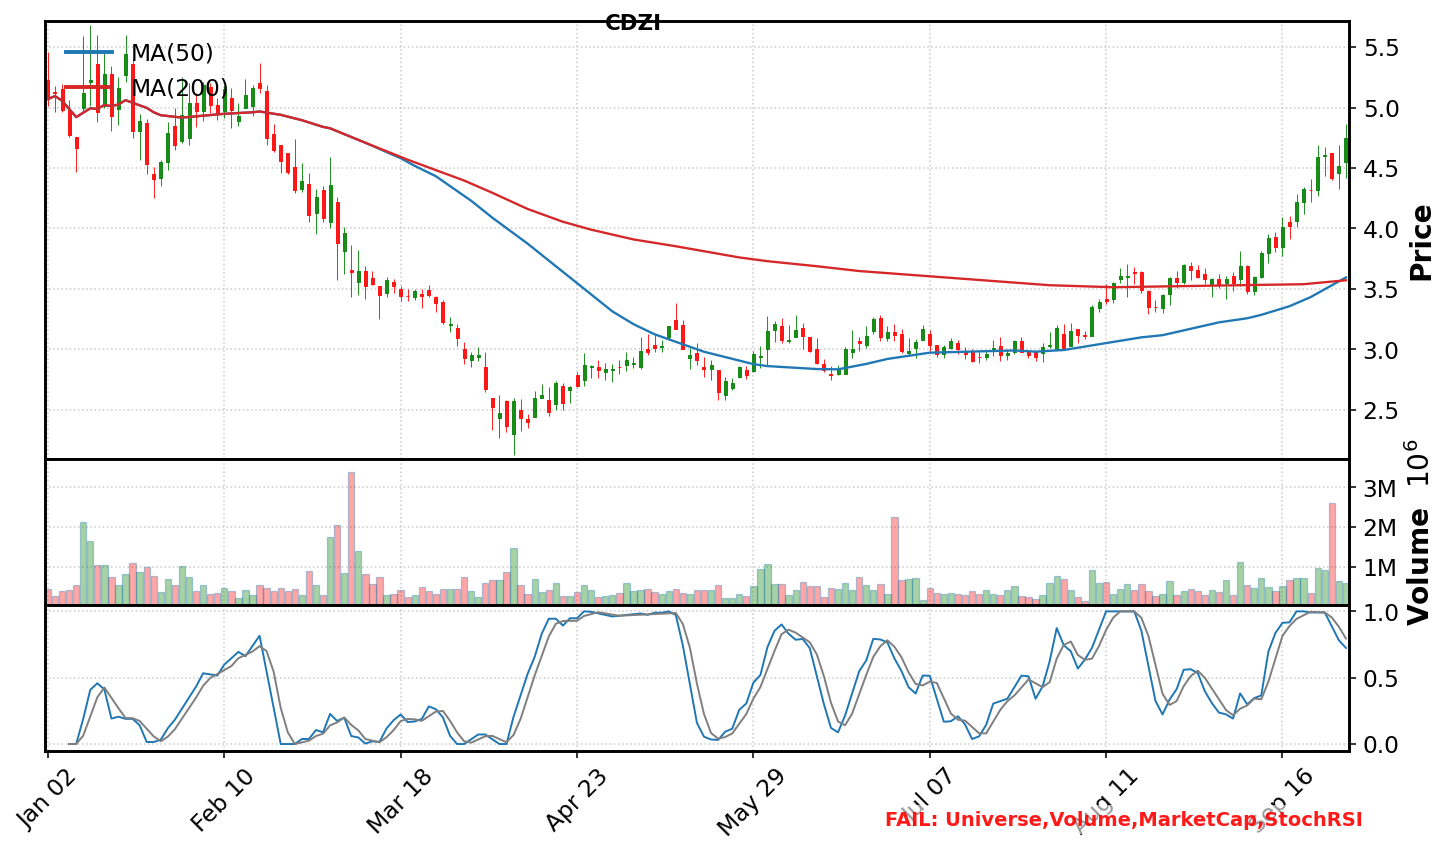 CDZI
MA(50)
MA(200)
5.5
5.0
4.5
4.0
3.5
3.0
2.5
Price
3M
2M
1M
Volume 10^6
1.0
0.5
0.0
Jan 02
Feb 10
Mar 18
Apr 23
May 29
Jul 07
Aug 11
Sep 16
FAIL: Universe,Volume,MarketCap,StochRSI